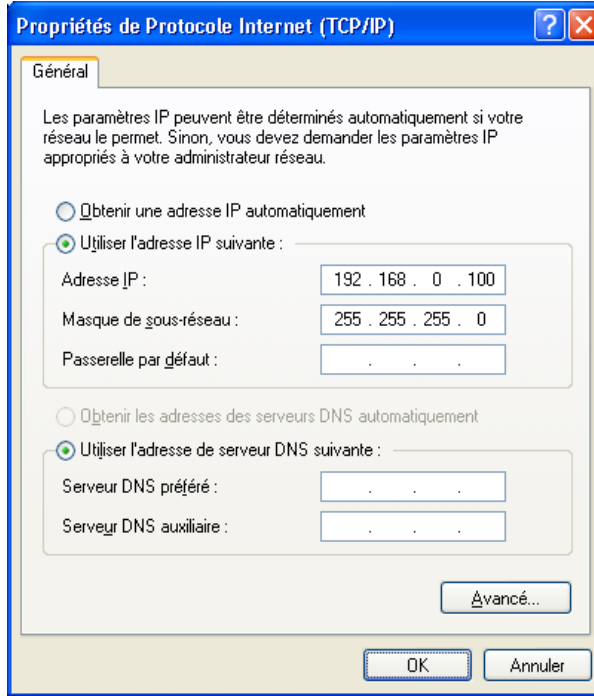 Propriétés de Protocole Internet (TCP/IP)
Général
Les paramètres IP peuvent être déterminés automatiquement si votre
réseau le permet. Sinon, vous devez demander les paramètres IP
appropriés à votre administrateur réseau.
Obtenir une adresse IP automatiquement
Utiliser l'adresse IP suivante :
Adresse IP : 192 . 168 . 0 . 100
Masque de sous-réseau : 255 . 255 . 255 . 0
Passerelle par défaut : . . .
Obtenir les adresses des serveurs DNS automatiquement
Utiliser l'adresse de serveur DNS suivante :
Serveur DNS préféré : . . .
Serveur DNS auxiliaire : . . .
Avancé...
OK Annuler